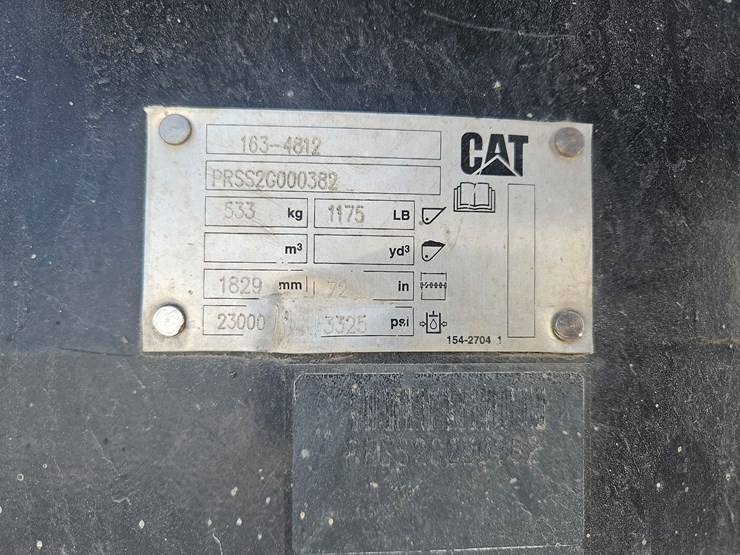 163-4812
CAT
PRSS2G000382
533 kg 1175 LB
m³ yd³
1829 mm 72 in
23000 3325 psi
154-2704 1